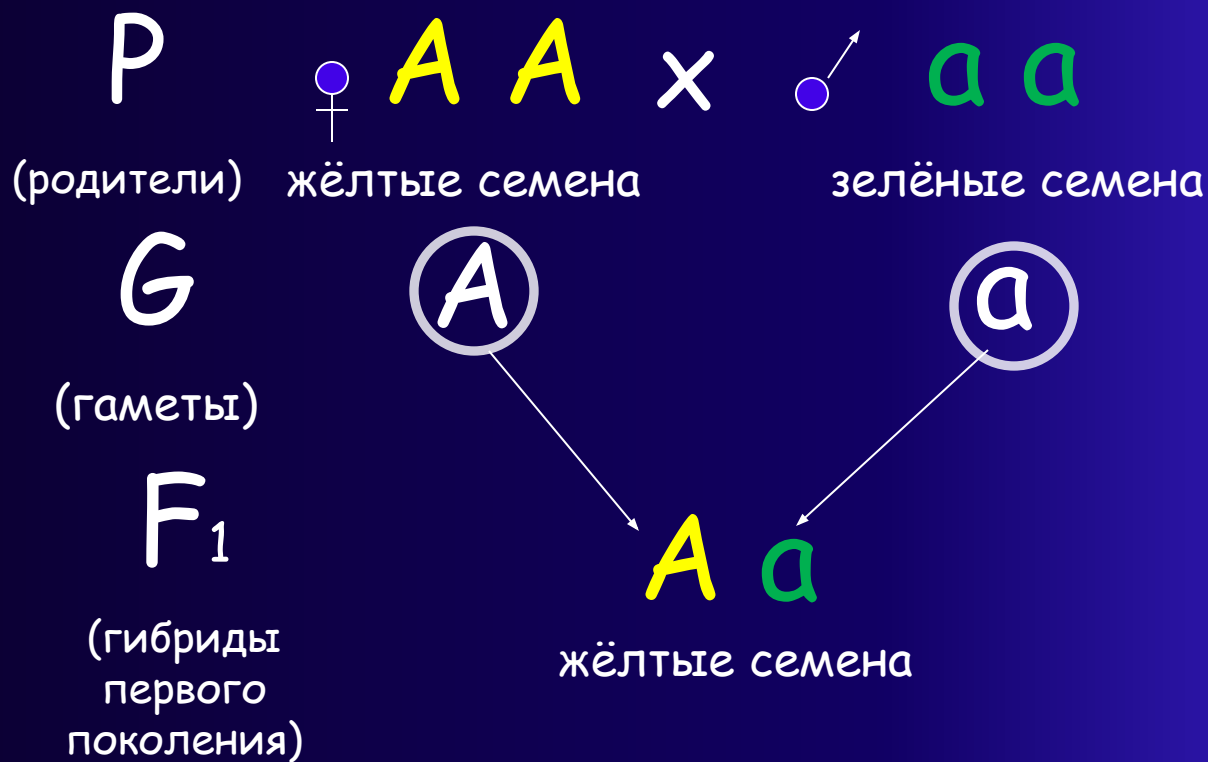 P ♀ A A x ♂ a a
(родители) жёлтые семена зелёные семена
G A a
(гаметы)
F1 A a
(гибриды
первого
поколения)
жёлтые семена